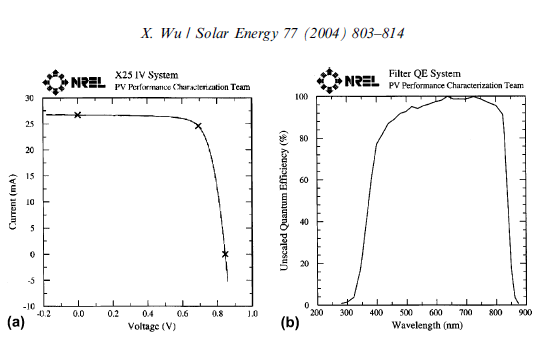 X. Wu / Solar Energy 77 (2004) 803–814
NREL
X25 IV System
PV Performance Characterization Team
Current (mA)
30
25
20
15
10
5
0
-5
-10
-0.2
0.0
0.2
0.4
0.6
0.8
1.0
Voltage (V)
(a)
NREL
Filter QE System
PV Performance Characterization Team
Unscaled Quantum Efficiency (%)
100
80
60
40
20
0
200
300
400
500
600
700
800
900
Wavelength (nm)
(b)